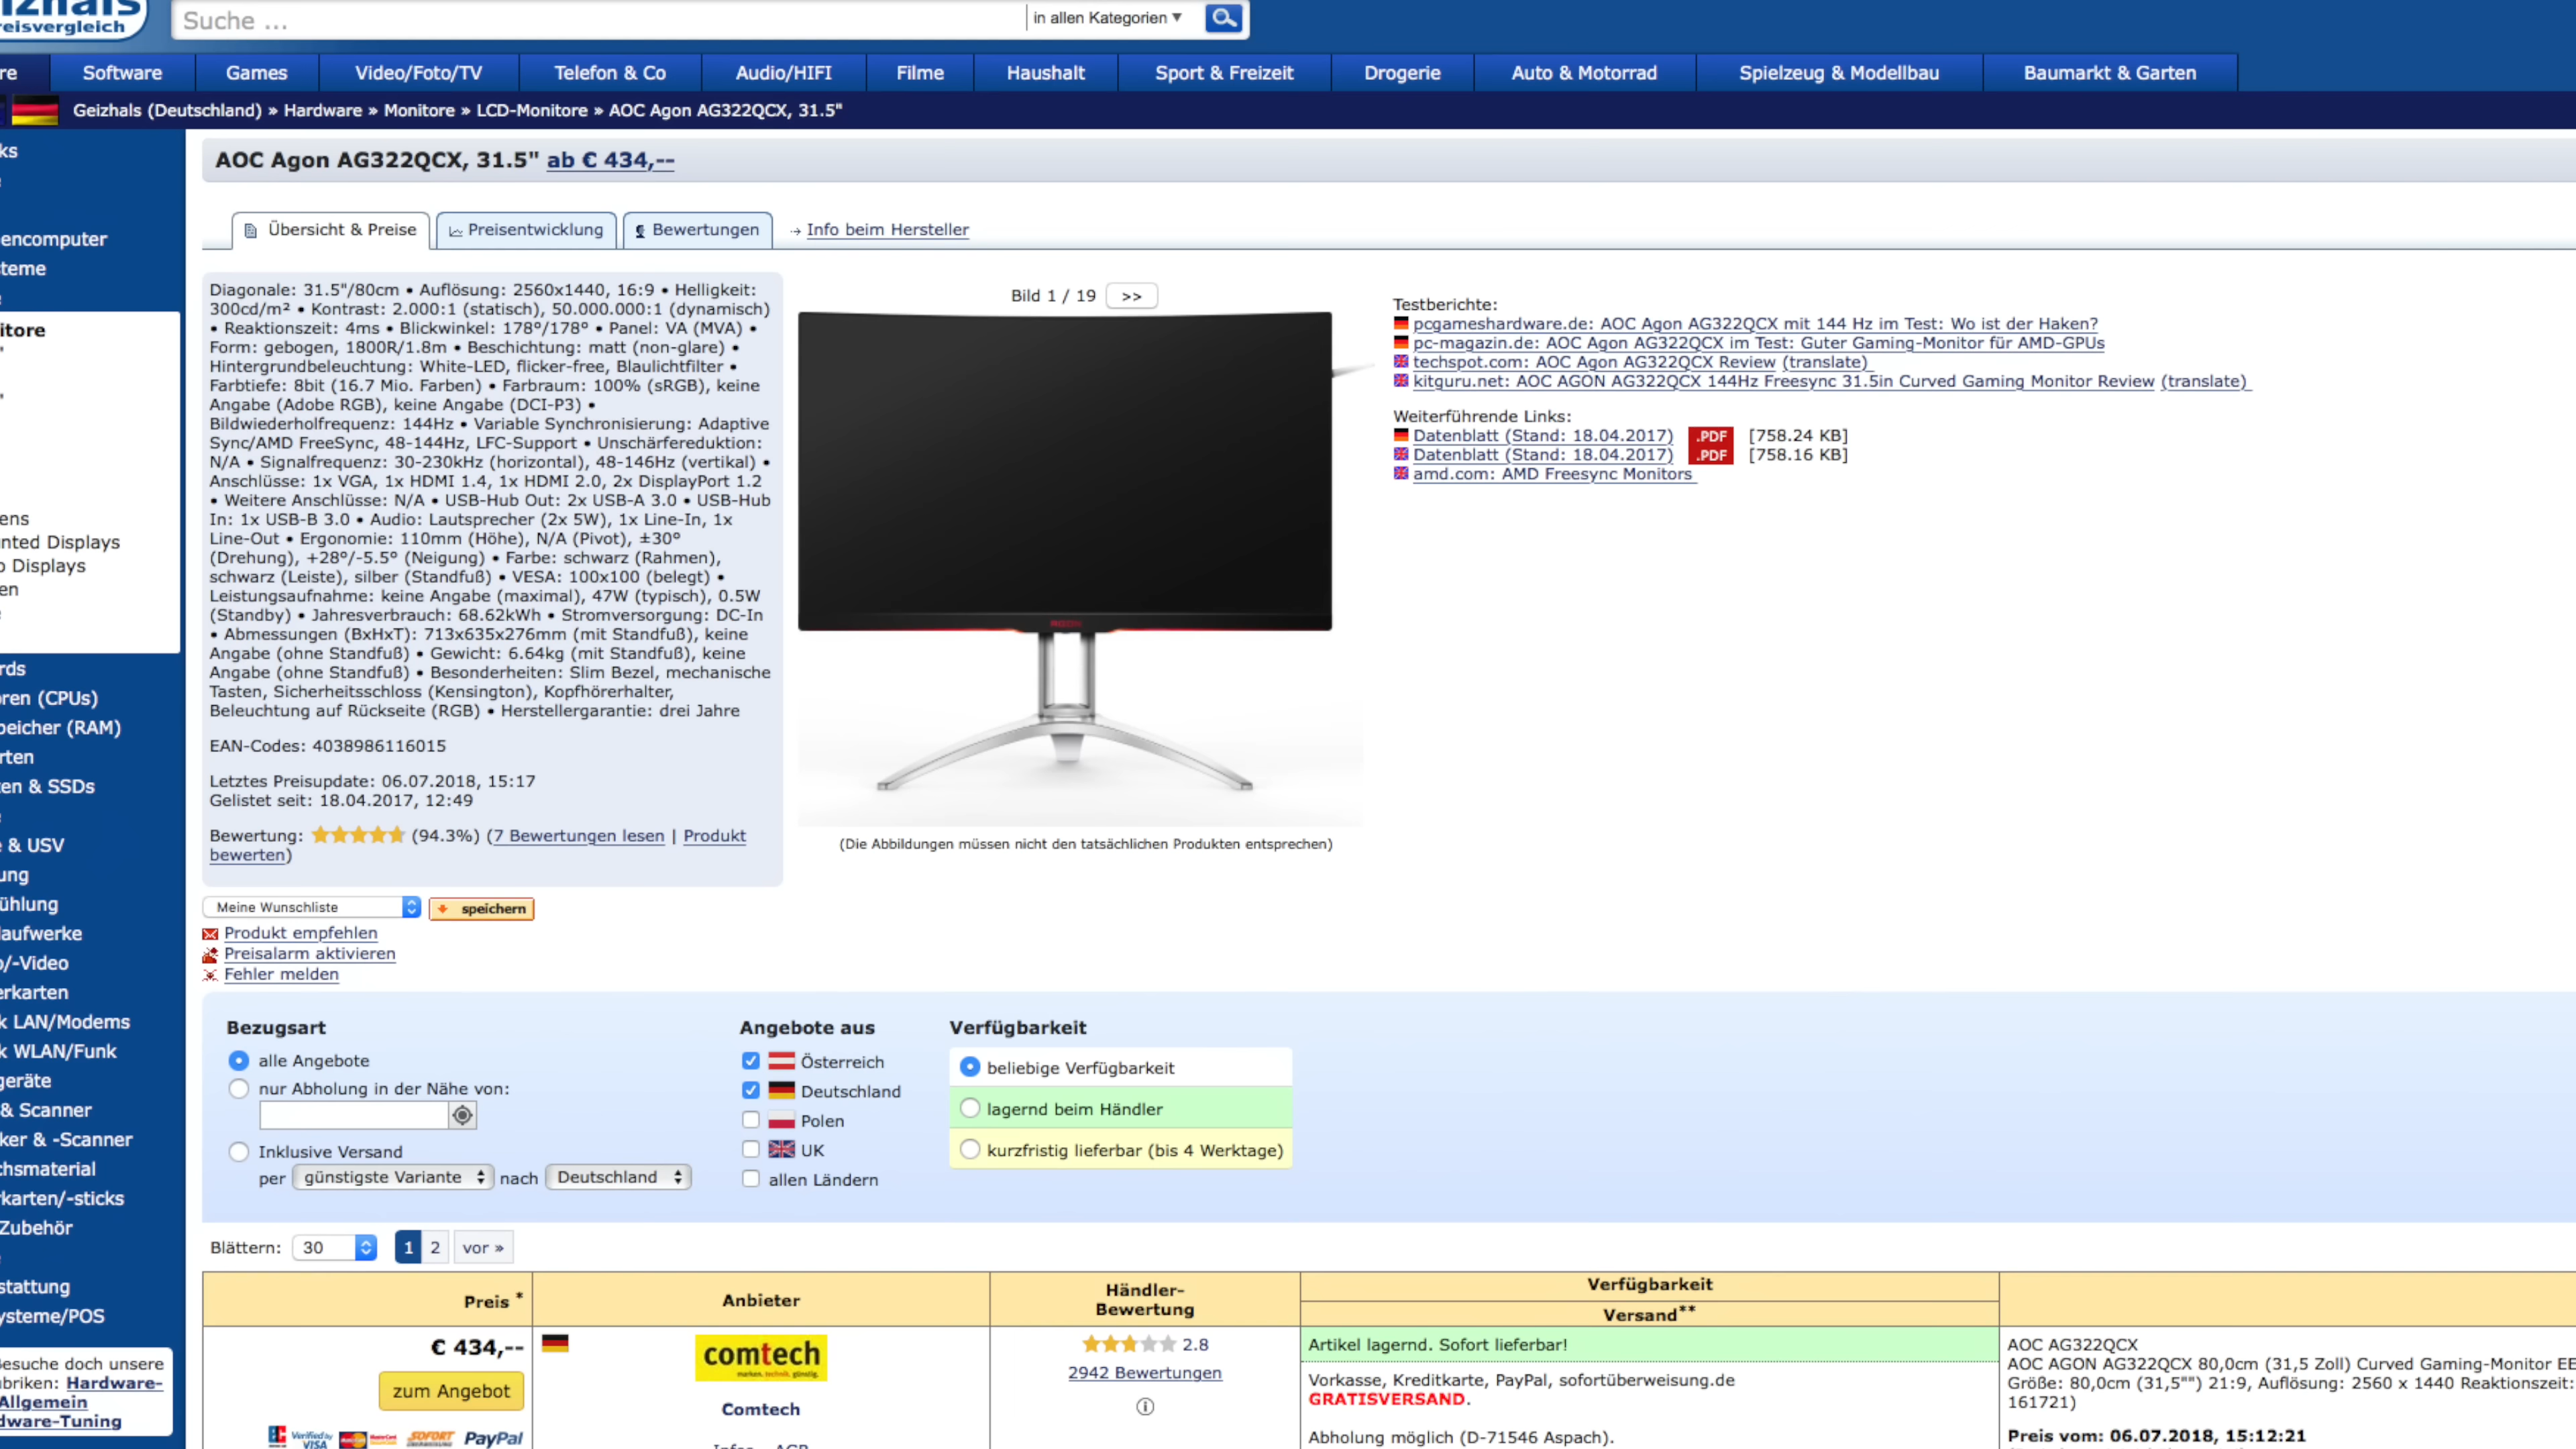 Preisvergleich
Suche ...
in allen Kategorien ▼
Software
Games
Video/Foto/TV
Telefon & Co
Audio/HIFI
Filme
Haushalt
Sport & Freizeit
Drogerie
Auto & Motorrad
Spielzeug & Modellbau
Baumarkt & Garten
Geizhals (Deutschland) » Hardware » Monitore » LCD-Monitore » AOC Agon AG322QCX, 31.5"
ks
encomputer
teme
itore
ens
nted Displays
o Displays
en
rds
oren (CPUs)
peicher (RAM)
rten
ten & SSDs
e & USV
ung
ühlung
laufwerke
o/-Video
erkarten
k LAN/Modems
k WLAN/Funk
geräte
& Scanner
ker & -Scanner
chsmaterial
rkarten/-sticks
Zubehör
stattung
ysteme/POS
esuche doch unsere
ubriken: Hardware-
Allgemein
dware-Tuning
AOC Agon AG322QCX, 31.5" ab € 434,--
Übersicht & Preise
Preisentwicklung
Bewertungen
→ Info beim Hersteller
Diagonale: 31.5"/80cm • Auflösung: 2560x1440, 16:9 • Helligkeit:
300cd/m² • Kontrast: 2.000:1 (statisch), 50.000.000:1 (dynamisch)
• Reaktionszeit: 4ms • Blickwinkel: 178°/178° • Panel: VA (MVA) •
Form: gebogen, 1800R/1.8m • Beschichtung: matt (non-glare) •
Hintergrundbeleuchtung: White-LED, flicker-free, Blaulichtfilter •
Farbtiefe: 8bit (16.7 Mio. Farben) • Farbraum: 100% (sRGB), keine
Angabe (Adobe RGB), keine Angabe (DCI-P3) •
Bildwiederholfrequenz: 144Hz • Variable Synchronisierung: Adaptive
Sync/AMD FreeSync, 48-144Hz, LFC-Support • Unschärfereduktion:
N/A • Signalfrequenz: 30-230kHz (horizontal), 48-146Hz (vertikal) •
Anschlüsse: 1x VGA, 1x HDMI 1.4, 1x HDMI 2.0, 2x DisplayPort 1.2
• Weitere Anschlüsse: N/A • USB-Hub Out: 2x USB-A 3.0 • USB-Hub
In: 1x USB-B 3.0 • Audio: Lautsprecher (2x 5W), 1x Line-In, 1x
Line-Out • Ergonomie: 110mm (Höhe), N/A (Pivot), ±30°
(Drehung), +28°/-5.5° (Neigung) • Farbe: schwarz (Rahmen),
schwarz (Leiste), silber (Standfuß) • VESA: 100x100 (belegt) •
Leistungsaufnahme: keine Angabe (maximal), 47W (typisch), 0.5W
(Standby) • Jahresverbrauch: 68.62kWh • Stromversorgung: DC-In
• Abmessungen (BxHxT): 713x635x276mm (mit Standfuß), keine
Angabe (ohne Standfuß) • Gewicht: 6.64kg (mit Standfuß), keine
Angabe (ohne Standfuß) • Besonderheiten: Slim Bezel, mechanische
Tasten, Sicherheitsschloss (Kensington), Kopfhörerhalter,
Beleuchtung auf Rückseite (RGB) • Herstellergarantie: drei Jahre
EAN-Codes: 4038986116015
Letztes Preisupdate: 06.07.2018, 15:17
Gelistet seit: 18.04.2017, 12:49
Bewertung: ★★★★★ (94.3%) (7 Bewertungen lesen | Produkt
bewerten)
Bild 1 / 19 >>
(Die Abbildungen müssen nicht den tatsächlichen Produkten entsprechen)
Testberichte:
pcgameshardware.de: AOC Agon AG322QCX mit 144 Hz im Test: Wo ist der Haken?
pc-magazin.de: AOC Agon AG322QCX im Test: Guter Gaming-Monitor für AMD-GPUs
techspot.com: AOC Agon AG322QCX Review (translate)
kitguru.net: AOC AGON AG322QCX 144Hz Freesync 31.5in Curved Gaming Monitor Review (translate)
Weiterführende Links:
Datenblatt (Stand: 18.04.2017) .PDF [758.24 KB]
Datenblatt (Stand: 18.04.2017) .PDF [758.16 KB]
amd.com: AMD Freesync Monitors
Meine Wunschliste
speichern
Produkt empfehlen
Preisalarm aktivieren
Fehler melden
Bezugsart
alle Angebote
nur Abholung in der Nähe von:
Inklusive Versand
per günstigste Variante nach Deutschland
Angebote aus
Österreich
Deutschland
Polen
UK
allen Ländern
Verfügbarkeit
beliebige Verfügbarkeit
lagernd beim Händler
kurzfristig lieferbar (bis 4 Werktage)
Blättern: 30 1 2 vor »
Preis *
Anbieter
Händler-
Bewertung
Verfügbarkeit
Versand**
€ 434,--
zum Angebot
Verified by
VISA
MasterCard
SOFORT
PayPal
comtech
marken. technik. günstig.
Comtech
2.8
2942 Bewertungen
Artikel lagernd. Sofort lieferbar!
Vorkasse, Kreditkarte, PayPal, sofortüberweisung.de
GRATISVERSAND.
Abholung möglich (D-71546 Aspach).
AOC AG322QCX
AOC AGON AG322QCX 80,0cm (31,5 Zoll) Curved Gaming-Monitor EE
Größe: 80,0cm (31,5"") 21:9, Auflösung: 2560 x 1440 Reaktionszeit:
161721)
Preis vom: 06.07.2018, 15:12:21